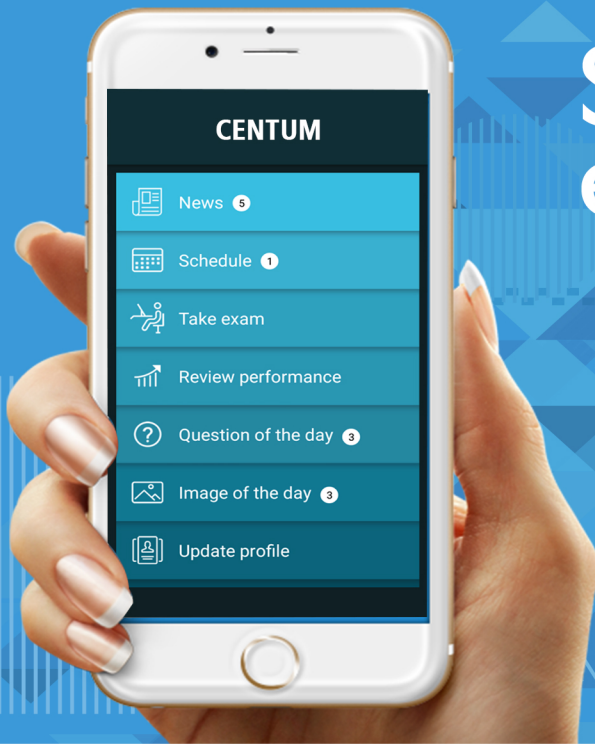 CENTUM
News 5
Schedule 1
Take exam
Review performance
Question of the day 3
Image of the day 3
Update profile